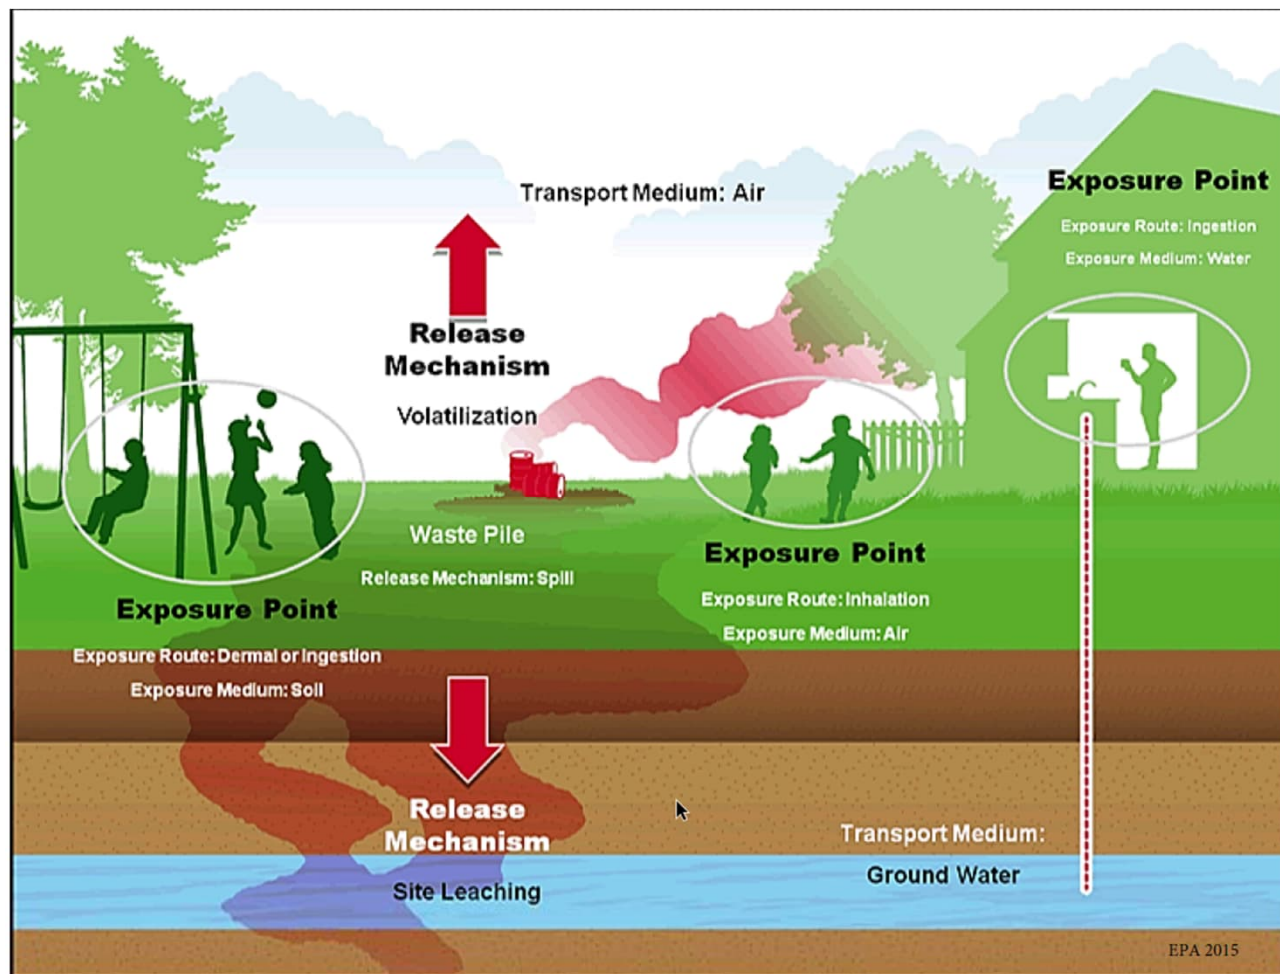 Transport Medium: Air
Exposure Point
Exposure Route: Ingestion
Exposure Medium: Water
Release
Mechanism
Volatilization
Waste Pile
Release Mechanism: Spill
Exposure Point
Exposure Route: Inhalation
Exposure Medium: Air
Exposure Point
Exposure Route: Dermal or Ingestion
Exposure Medium: Soil
Release
Mechanism
Site Leaching
Transport Medium:
Ground Water
EPA 2015